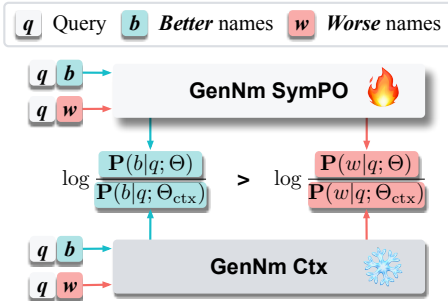 q Query b Better names w Worse names
q b
GenNm SymPO
q w
log P(b|q; Θ) / P(b|q; Θctx) > log P(w|q; Θ) / P(w|q; Θctx)
q b
GenNm Ctx
q w